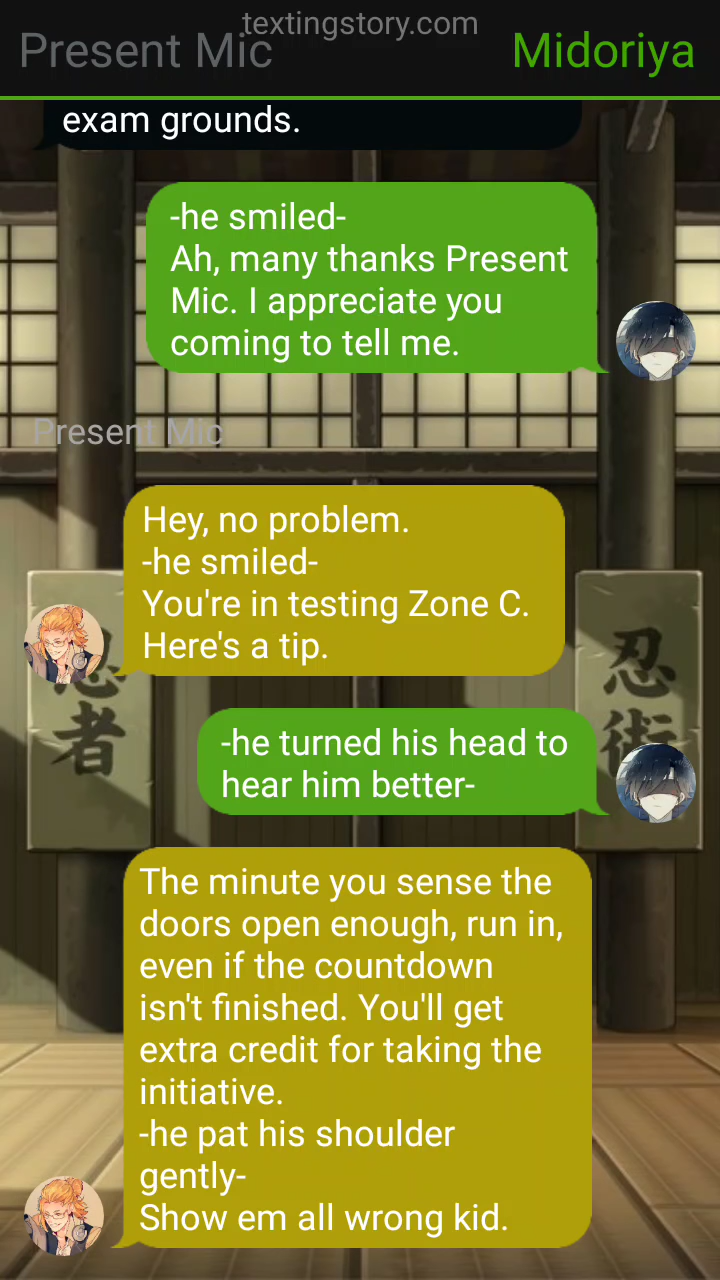 textingstory.com
Present Mic
Midoriya
exam grounds.
-he smiled-
Ah, many thanks Present
Mic. I appreciate you
coming to tell me.
Present Mic
Hey, no problem.
-he smiled-
You're in testing Zone C.
Here's a tip.
忍者
忍術
-he turned his head to
hear him better-
The minute you sense the
doors open enough, run in,
even if the countdown
isn't finished. You'll get
extra credit for taking the
initiative.
-he pat his shoulder
gently-
Show em all wrong kid.